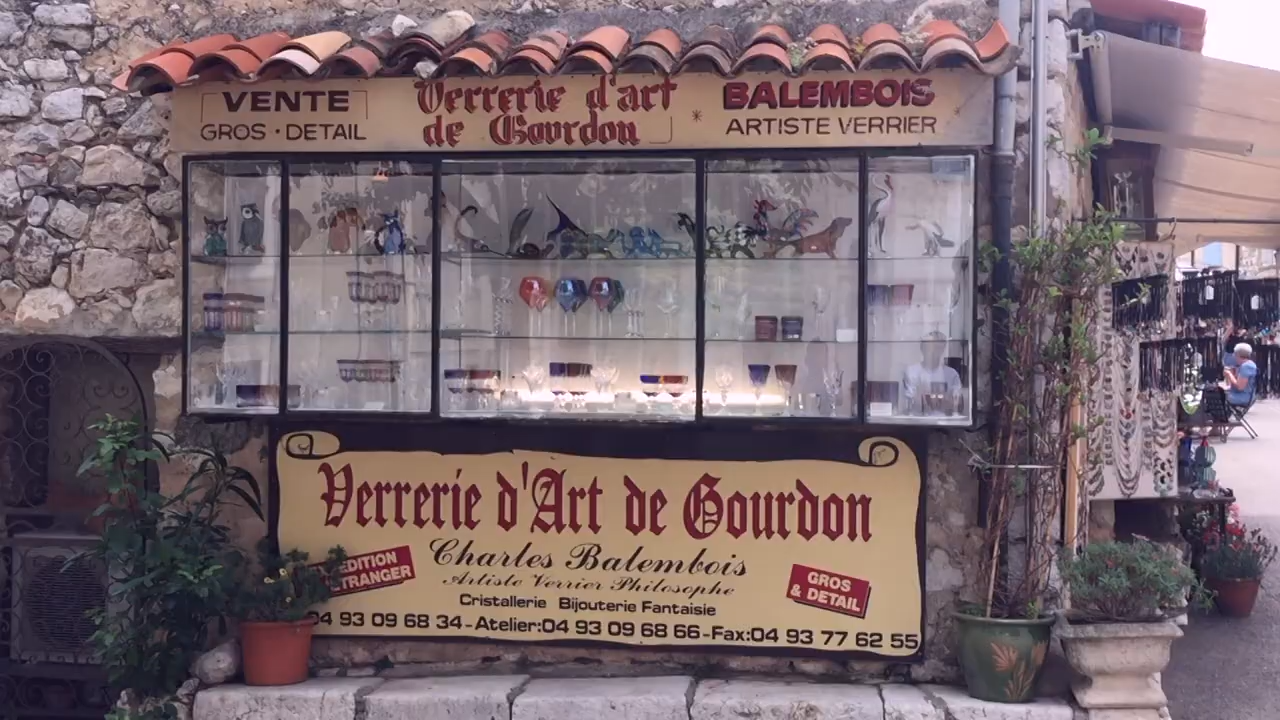 VENTE
GROS · DETAIL
Verrerie d'art
de Gourdon
* BALEMBOIS *
ARTISTE VERRIER
Verrerie d'Art de Gourdon
Charles Balembois
Artiste Verrier Philosophe
EDITION
ETRANGER
GROS
& DETAIL
Cristallerie Bijouterie Fantaisie
04 93 09 68 34-Atelier:04 93 09 68 66-Fax:04 93 77 62 55